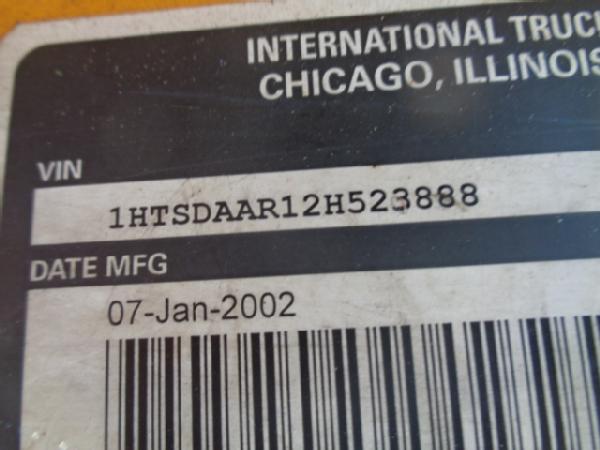 INTERNATIONAL TRUC
CHICAGO, ILLINOIS
VIN
1HTSDAAR12H523888
DATE MFG
07-Jan-2002